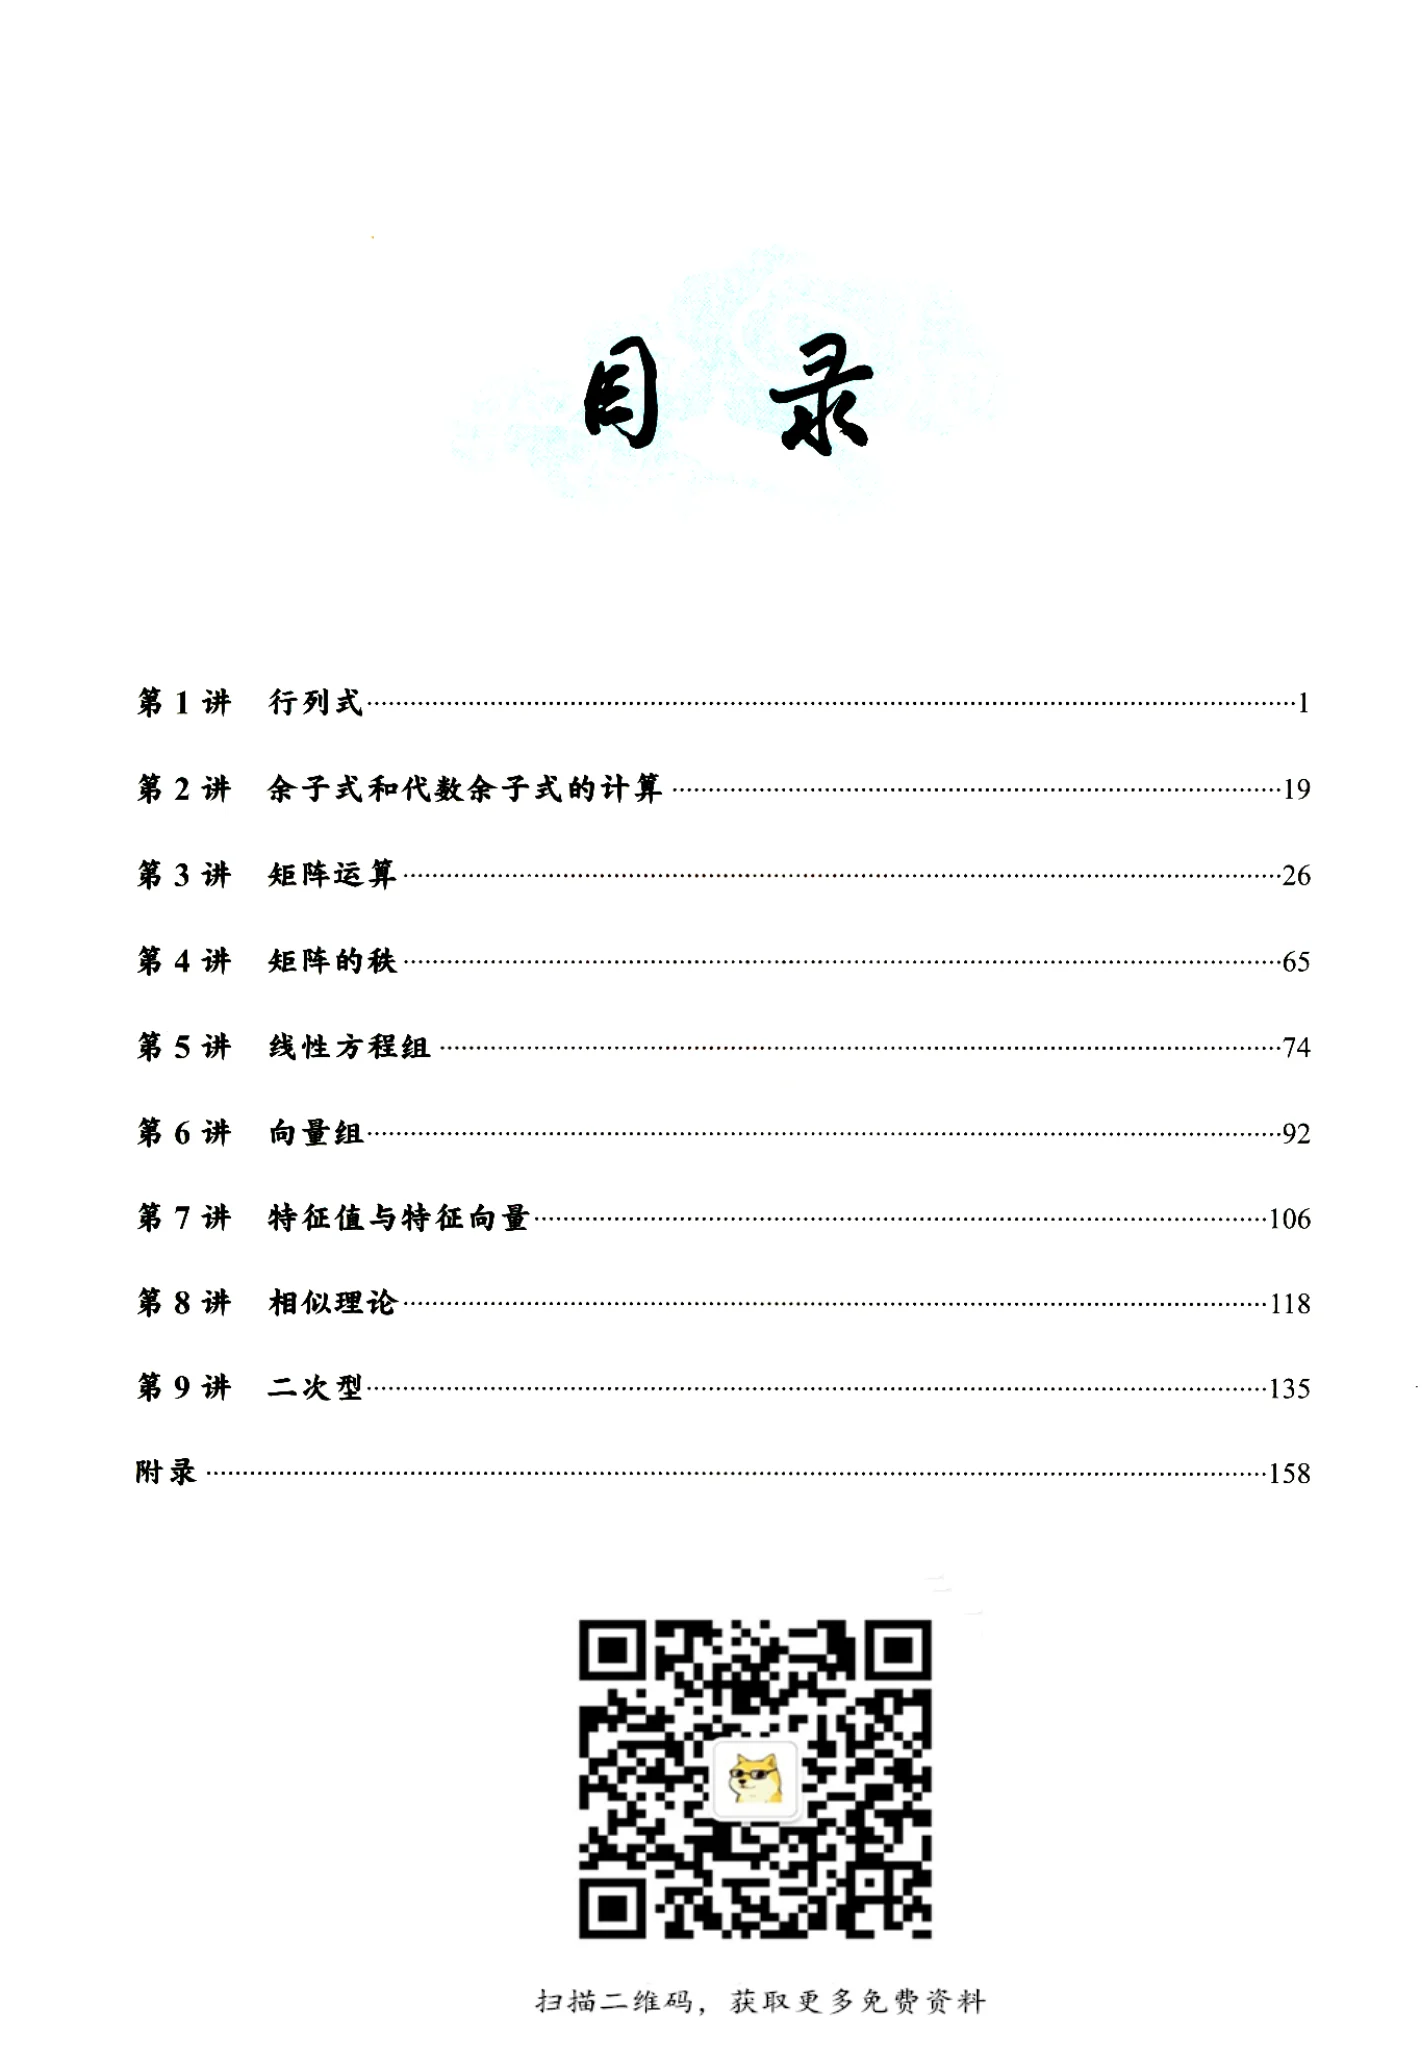 目 录
第 1 讲 行列式 1
第 2 讲 余子式和代数余子式的计算 19
第 3 讲 矩阵运算 26
第 4 讲 矩阵的秩 65
第 5 讲 线性方程组 74
第 6 讲 向量组 92
第 7 讲 特征值与特征向量 106
第 8 讲 相似理论 118
第 9 讲 二次型 135
附录 158
扫描二维码，获取更多免费资料